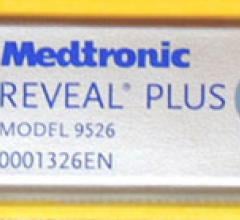 Medtronic
REVEAL® PLUS
MODEL 9526
0001326EN